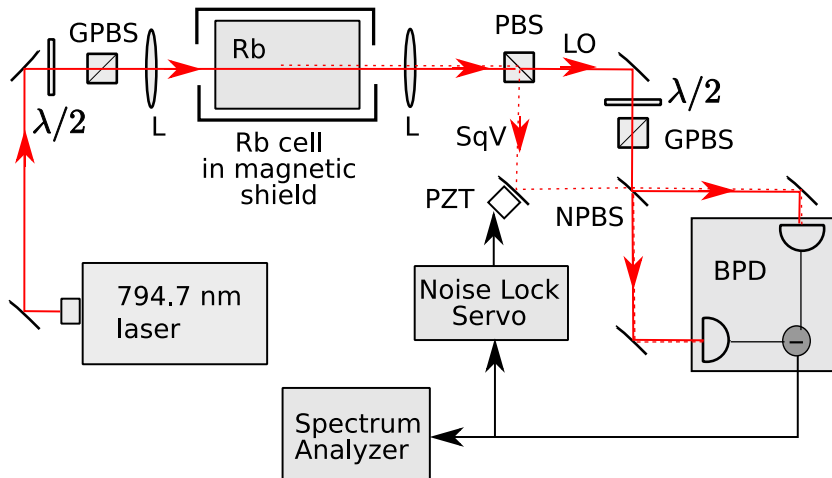 GPBS
λ/2
L
Rb
Rb cell
in magnetic
shield
L
PBS
LO
λ/2
GPBS
SqV
PZT
NPBS
BPD
794.7 nm
laser
Noise Lock
Servo
−
Spectrum
Analyzer